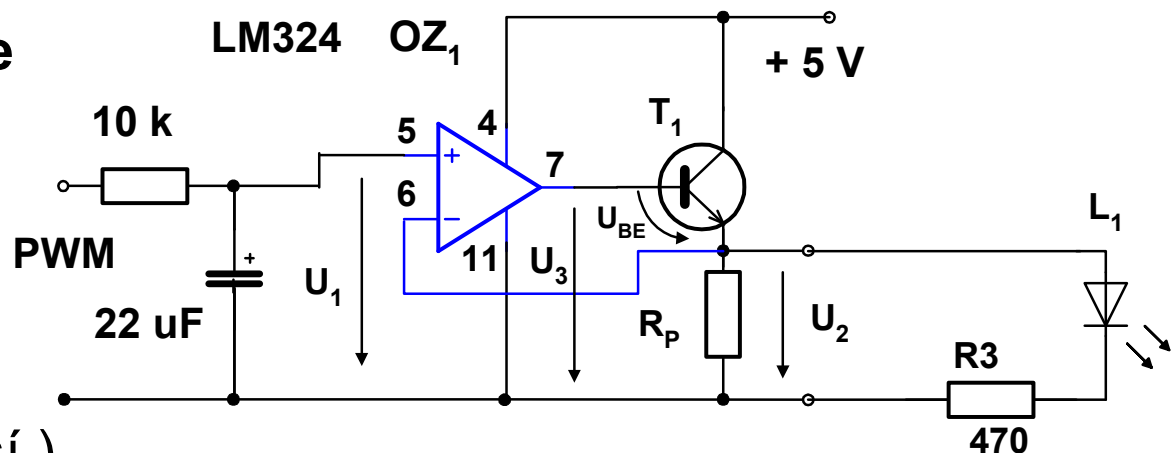 e
LM324 OZ1
+ 5 V
10 k
T1
5
4
7
+
6
−
UBE
L1
PWM
11
+
U1
U3
22 uF
RP
U2
R3
470
sí )